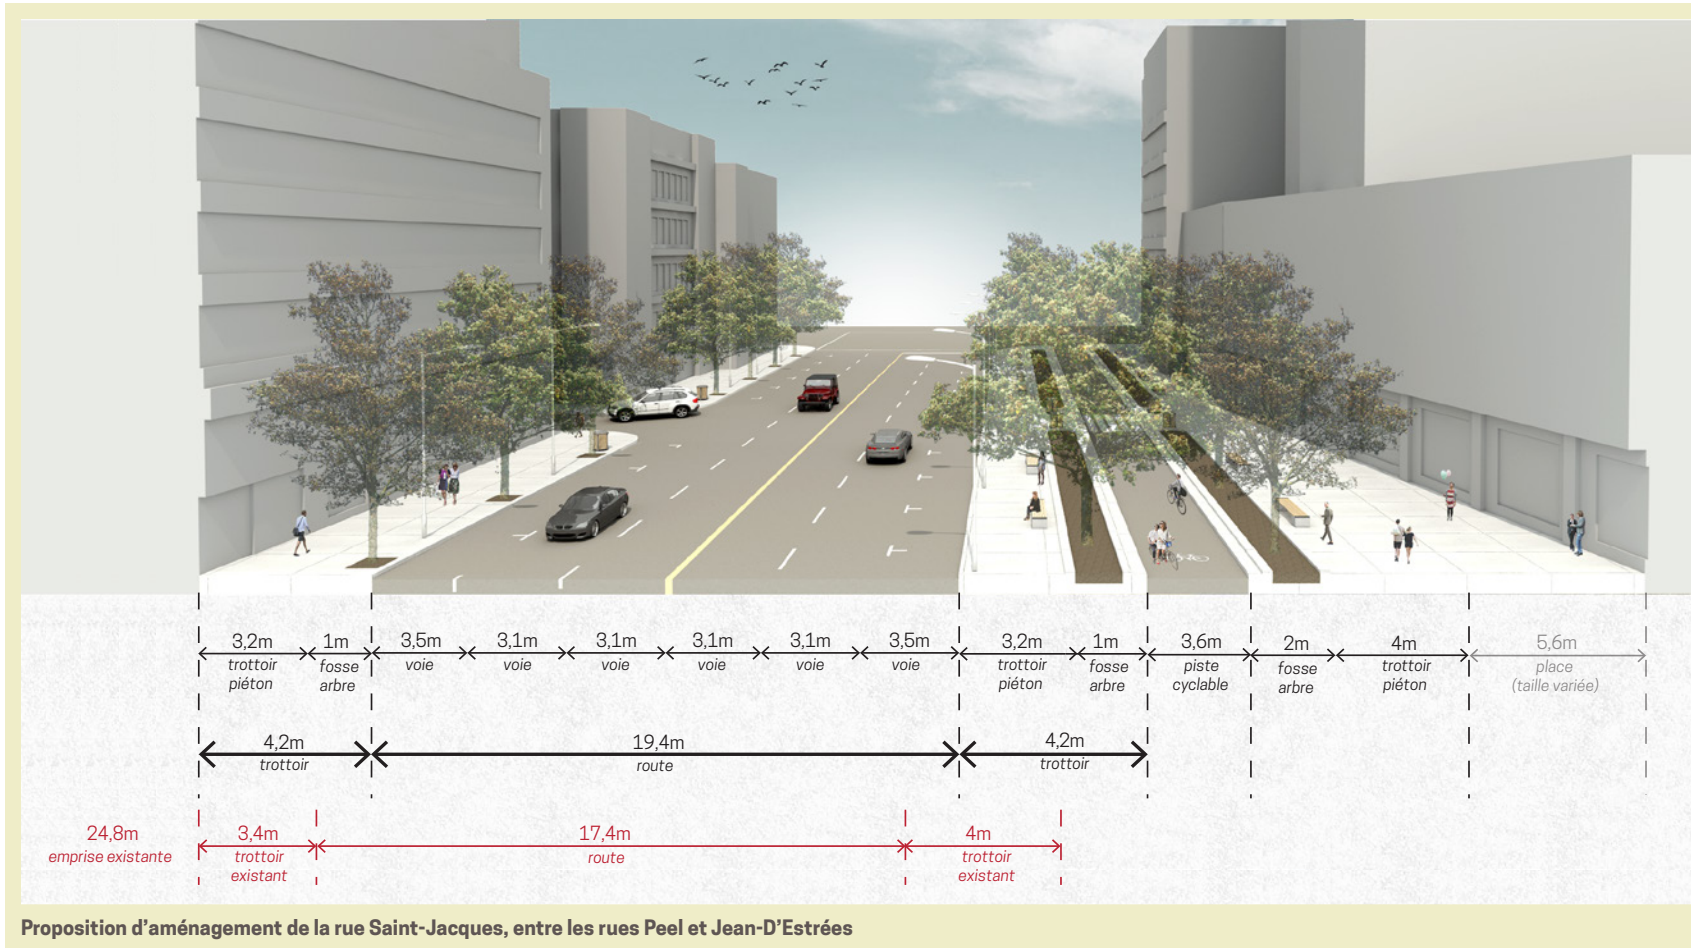 3,2m
trottoir
piéton
1m
fosse
arbre
3,5m
voie
3,1m
voie
3,1m
voie
3,1m
voie
3,1m
voie
3,5m
voie
3,2m
trottoir
piéton
1m
fosse
arbre
3,6m
piste
cyclable
2m
fosse
arbre
4m
trottoir
piéton
5,6m
place
(taille variée)
4,2m
trottoir
19,4m
route
4,2m
trottoir
24,8m
emprise existante
3,4m
trottoir
existant
17,4m
route
4m
trottoir
existant
Proposition d’aménagement de la rue Saint-Jacques, entre les rues Peel et Jean-D’Estrées